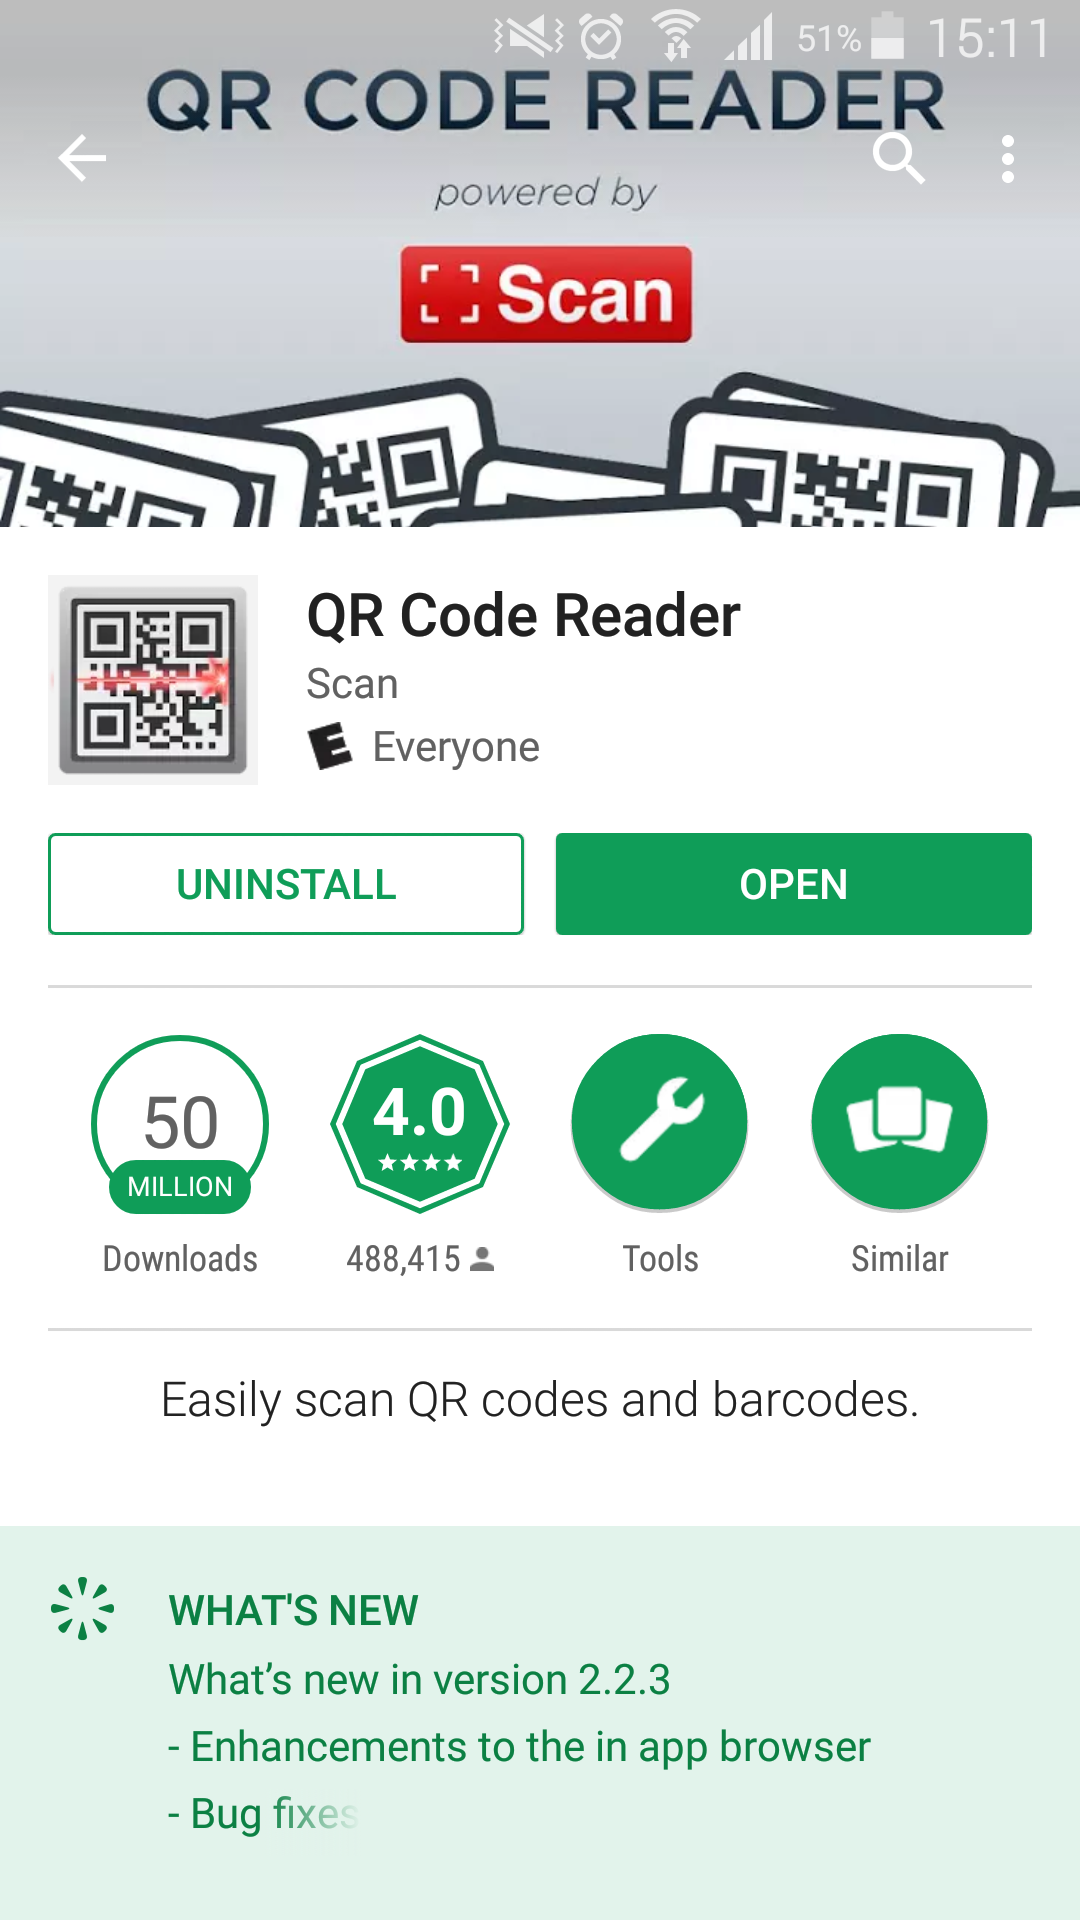 51% 15:11
QR CODE READER
powered by
Scan
QR Code Reader
Scan
E Everyone
UNINSTALL
OPEN
50
MILLION
Downloads
4.0
488,415
Tools
Similar
Easily scan QR codes and barcodes.
WHAT'S NEW
What’s new in version 2.2.3
- Enhancements to the in app browser
- Bug fixes